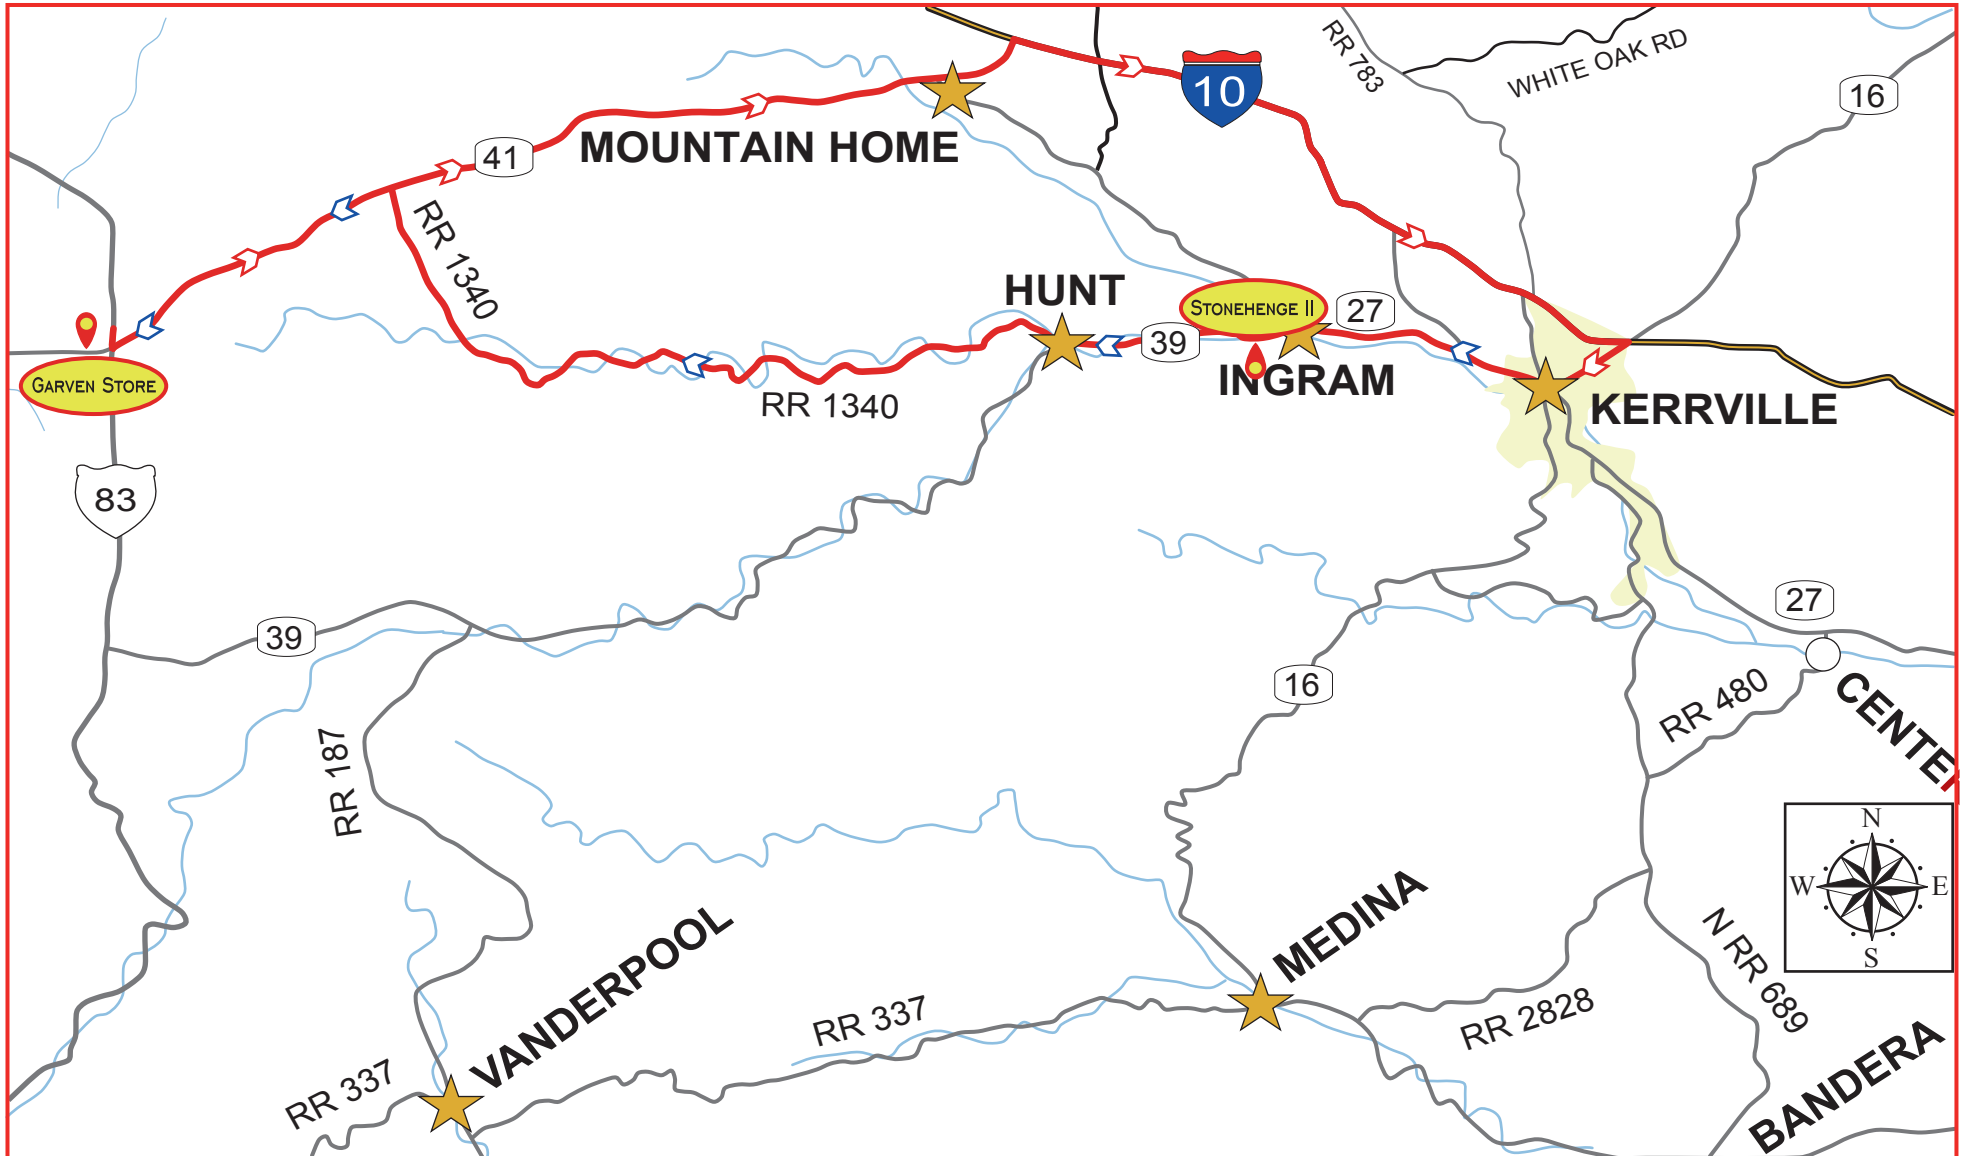 RR 783
WHITE OAK RD
16
10
41
MOUNTAIN HOME
RR 1340
HUNT
STONEHENGE II
27
39
INGRAM
KERRVILLE
GARVEN STORE
RR 1340
83
39
27
16
RR 480
CENTER
RR 187
N
W
E
S
MEDINA
VANDERPOOL
N RR 689
RR 337
RR 2828
RR 337
BANDERA